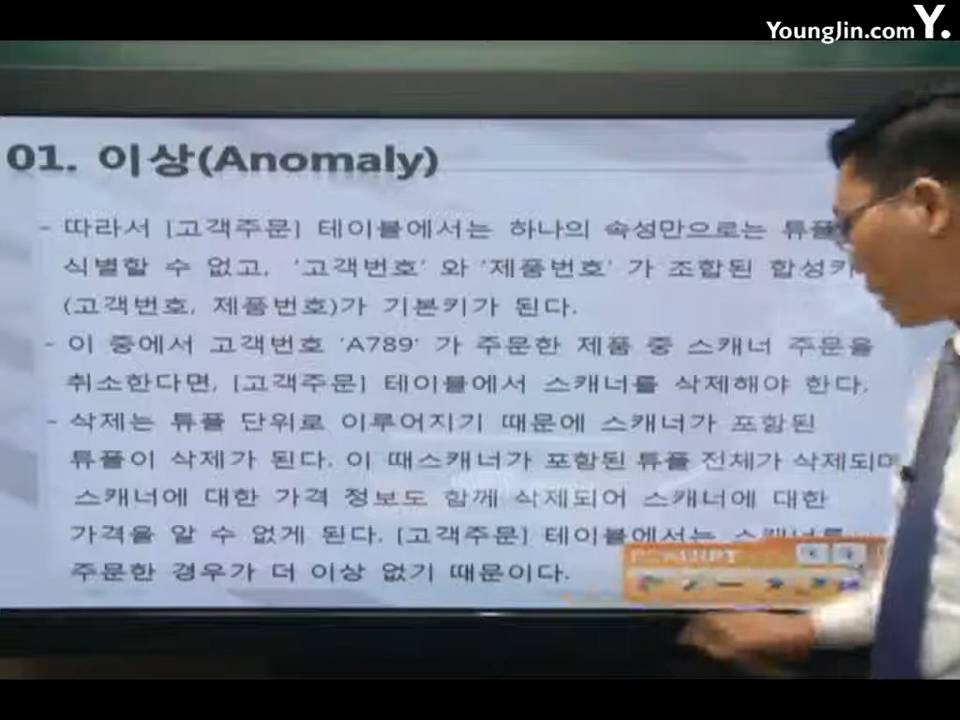 YoungJin.com Y.
01. 이상(Anomaly)
- 따라서 [고객주문] 테이블에서는 하나의 속성만으로는 튜플
식별할 수 없고, '고객번호' 와 '제품번호' 가 조합된 합성키
(고객번호, 제품번호)가 기본키가 된다.
- 이 중에서 고객번호 'A789' 가 주문한 제품 중 스캐너 주문을
취소한다면, [고객주문] 테이블에서 스캐너를 삭제해야 한다.
- 삭제는 튜플 단위로 이루어지기 때문에 스캐너가 포함된
튜플이 삭제가 된다. 이 때스캐너가 포함된 튜플 전체가 삭제되며
스캐너에 대한 가격 정보도 함께 삭제되어 스캐너에 대한
가격을 알 수 없게 된다. [고객주문] 테이블에서는 스캐너를
주문한 경우가 더 이상 없기 때문이다.